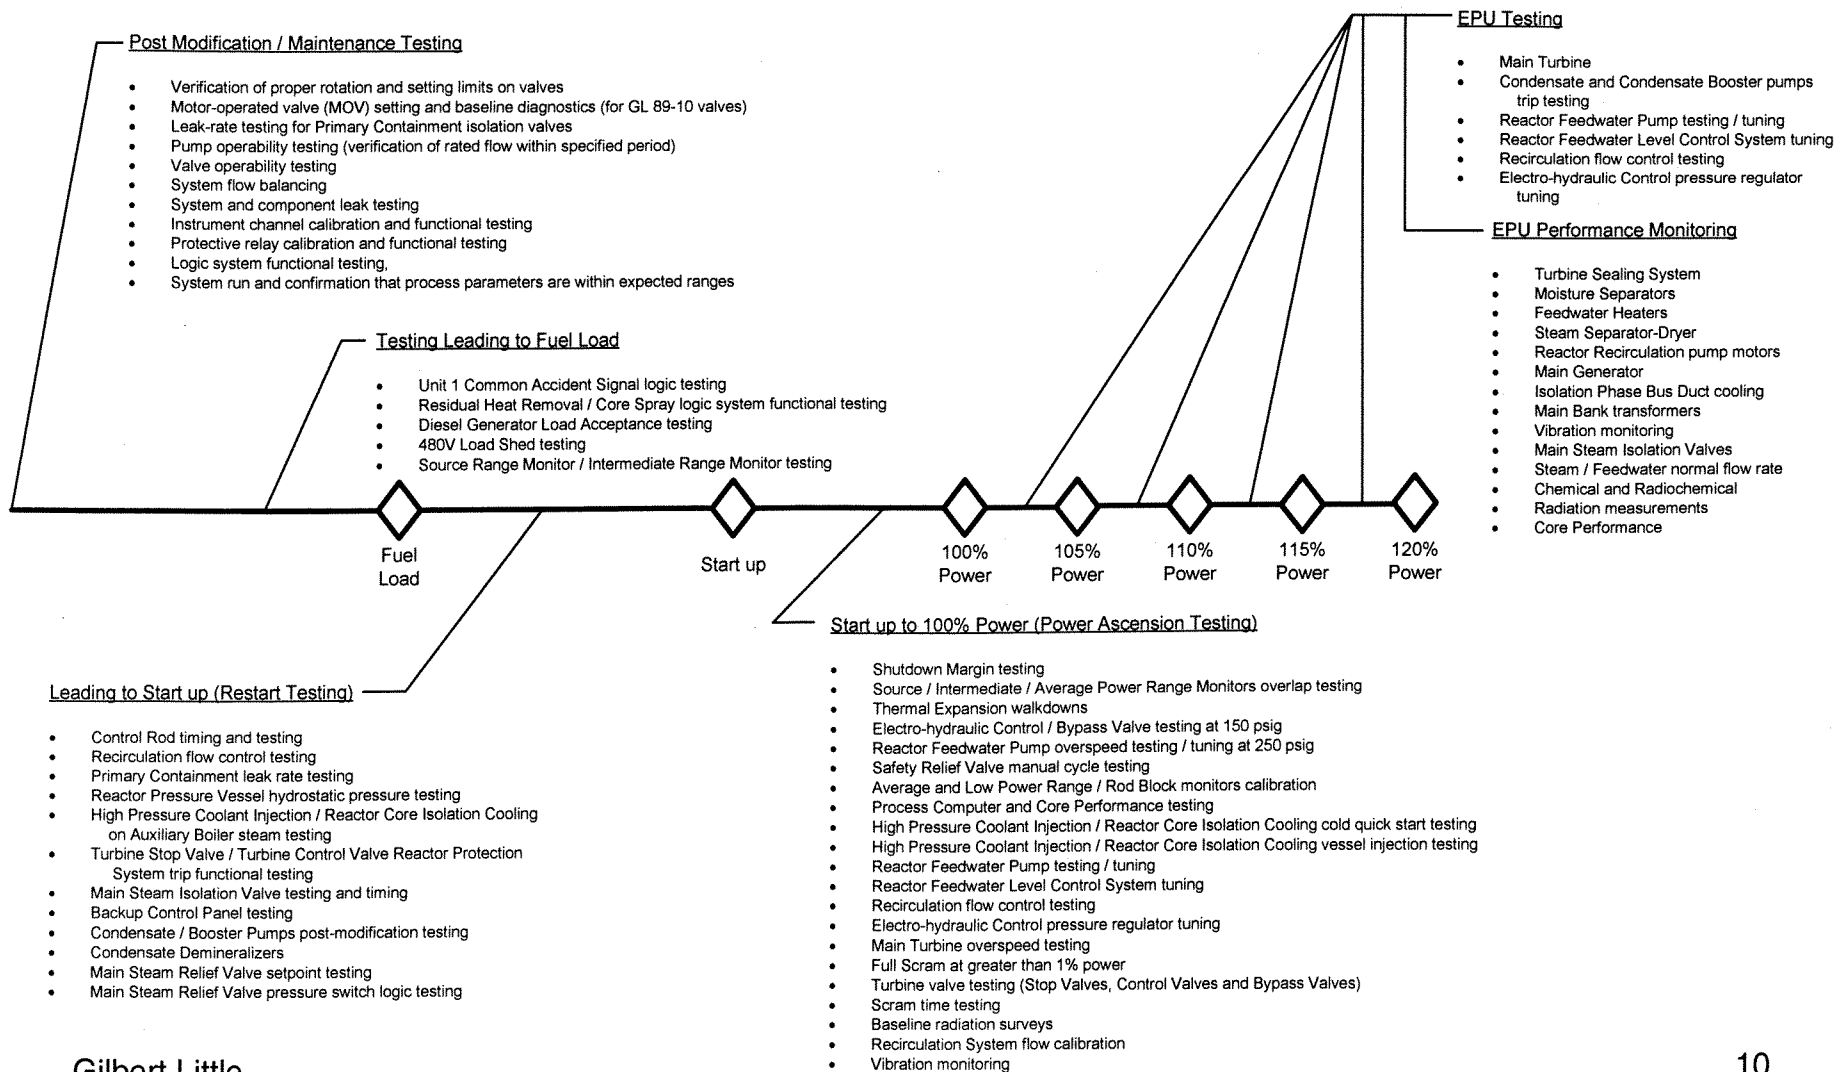 Post Modification / Maintenance Testing
• Verification of proper rotation and setting limits on valves
• Motor-operated valve (MOV) setting and baseline diagnostics (for GL 89-10 valves)
• Leak-rate testing for Primary Containment isolation valves
• Pump operability testing (verification of rated flow within specified period)
• Valve operability testing
• System flow balancing
• System and component leak testing
• Instrument channel calibration and functional testing
• Protective relay calibration and functional testing
• Logic system functional testing,
• System run and confirmation that process parameters are within expected ranges
Testing Leading to Fuel Load
• Unit 1 Common Accident Signal logic testing
• Residual Heat Removal / Core Spray logic system functional testing
• Diesel Generator Load Acceptance testing
• 480V Load Shed testing
• Source Range Monitor / Intermediate Range Monitor testing
EPU Testing
• Main Turbine
• Condensate and Condensate Booster pumps
trip testing
• Reactor Feedwater Pump testing / tuning
• Reactor Feedwater Level Control System tuning
• Recirculation flow control testing
• Electro-hydraulic Control pressure regulator
tuning
EPU Performance Monitoring
• Turbine Sealing System
• Moisture Separators
• Feedwater Heaters
• Steam Separator-Dryer
• Reactor Recirculation pump motors
• Main Generator
• Isolation Phase Bus Duct cooling
• Main Bank transformers
• Vibration monitoring
• Main Steam Isolation Valves
• Steam / Feedwater normal flow rate
• Chemical and Radiochemical
• Radiation measurements
• Core Performance
Fuel
Load
Start up
100%
Power
105%
Power
110%
Power
115%
Power
120%
Power
Leading to Start up (Restart Testing)
• Control Rod timing and testing
• Recirculation flow control testing
• Primary Containment leak rate testing
• Reactor Pressure Vessel hydrostatic pressure testing
• High Pressure Coolant Injection / Reactor Core Isolation Cooling
on Auxiliary Boiler steam testing
• Turbine Stop Valve / Turbine Control Valve Reactor Protection
System trip functional testing
• Main Steam Isolation Valve testing and timing
• Backup Control Panel testing
• Condensate / Booster Pumps post-modification testing
• Condensate Demineralizers
• Main Steam Relief Valve setpoint testing
• Main Steam Relief Valve pressure switch logic testing
Start up to 100% Power (Power Ascension Testing)
• Shutdown Margin testing
• Source / Intermediate / Average Power Range Monitors overlap testing
• Thermal Expansion walkdowns
• Electro-hydraulic Control / Bypass Valve testing at 150 psig
• Reactor Feedwater Pump overspeed testing / tuning at 250 psig
• Safety Relief Valve manual cycle testing
• Average and Low Power Range / Rod Block monitors calibration
• Process Computer and Core Performance testing
• High Pressure Coolant Injection / Reactor Core Isolation Cooling cold quick start testing
• High Pressure Coolant Injection / Reactor Core Isolation Cooling vessel injection testing
• Reactor Feedwater Pump testing / tuning
• Reactor Feedwater Level Control System tuning
• Recirculation flow control testing
• Electro-hydraulic Control pressure regulator tuning
• Main Turbine overspeed testing
• Full Scram at greater than 1% power
• Turbine valve testing (Stop Valves, Control Valves and Bypass Valves)
• Scram time testing
• Baseline radiation surveys
• Recirculation System flow calibration
• Vibration monitoring
Gilbert Little
10